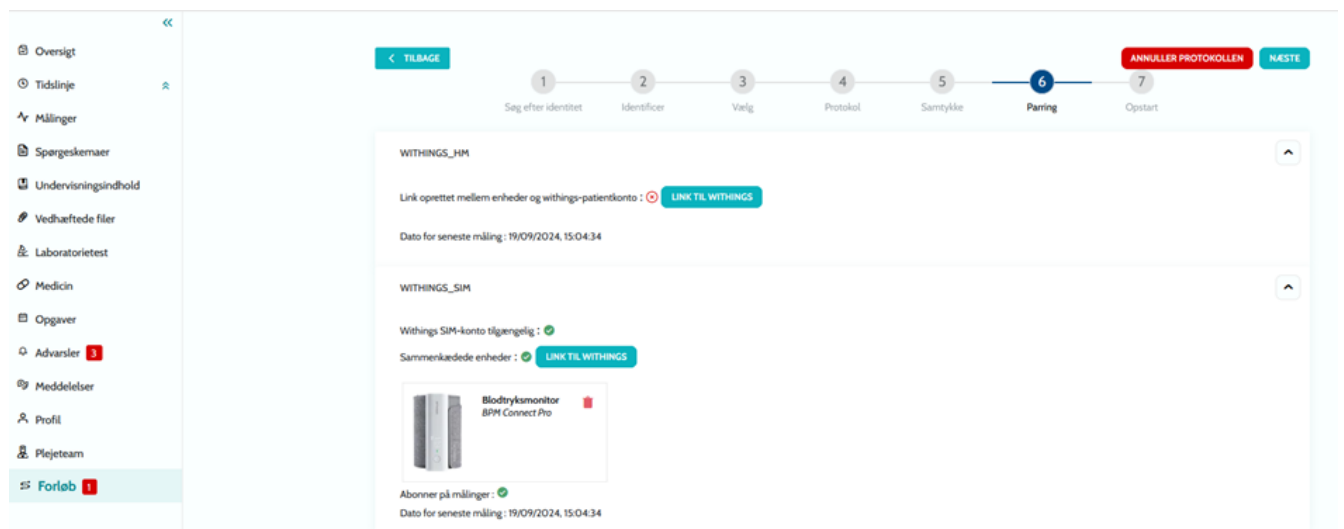 «
Oversigt
Tidslinje
Målinger
Spørgeskemaer
Undervisningsindhold
Vedhæftede filer
Laboratorietest
Medicin
Opgaver
Advarsler 3
Meddelelser
Profil
Plejeteam
Forløb 1
< TILBAGE
ANNULLER PROTOKOLLEN NÆSTE
1 2 3 4 5 6 7
Søg efter identitet Identificer Vælg Protokol Samtykke Parring Opstart
WITHINGS_HM
Link oprettet mellem enheder og withings-patientkonto : LINK TIL WITHINGS
Dato for seneste måling : 19/09/2024, 15:04:34
WITHINGS_SIM
Withings SIM-konto tilgængelig :
Sammenkædede enheder : LINK TIL WITHINGS
Blodtryksmonitor
BPM Connect Pro
Abonner på målinger :
Dato for seneste måling : 19/09/2024, 15:04:34